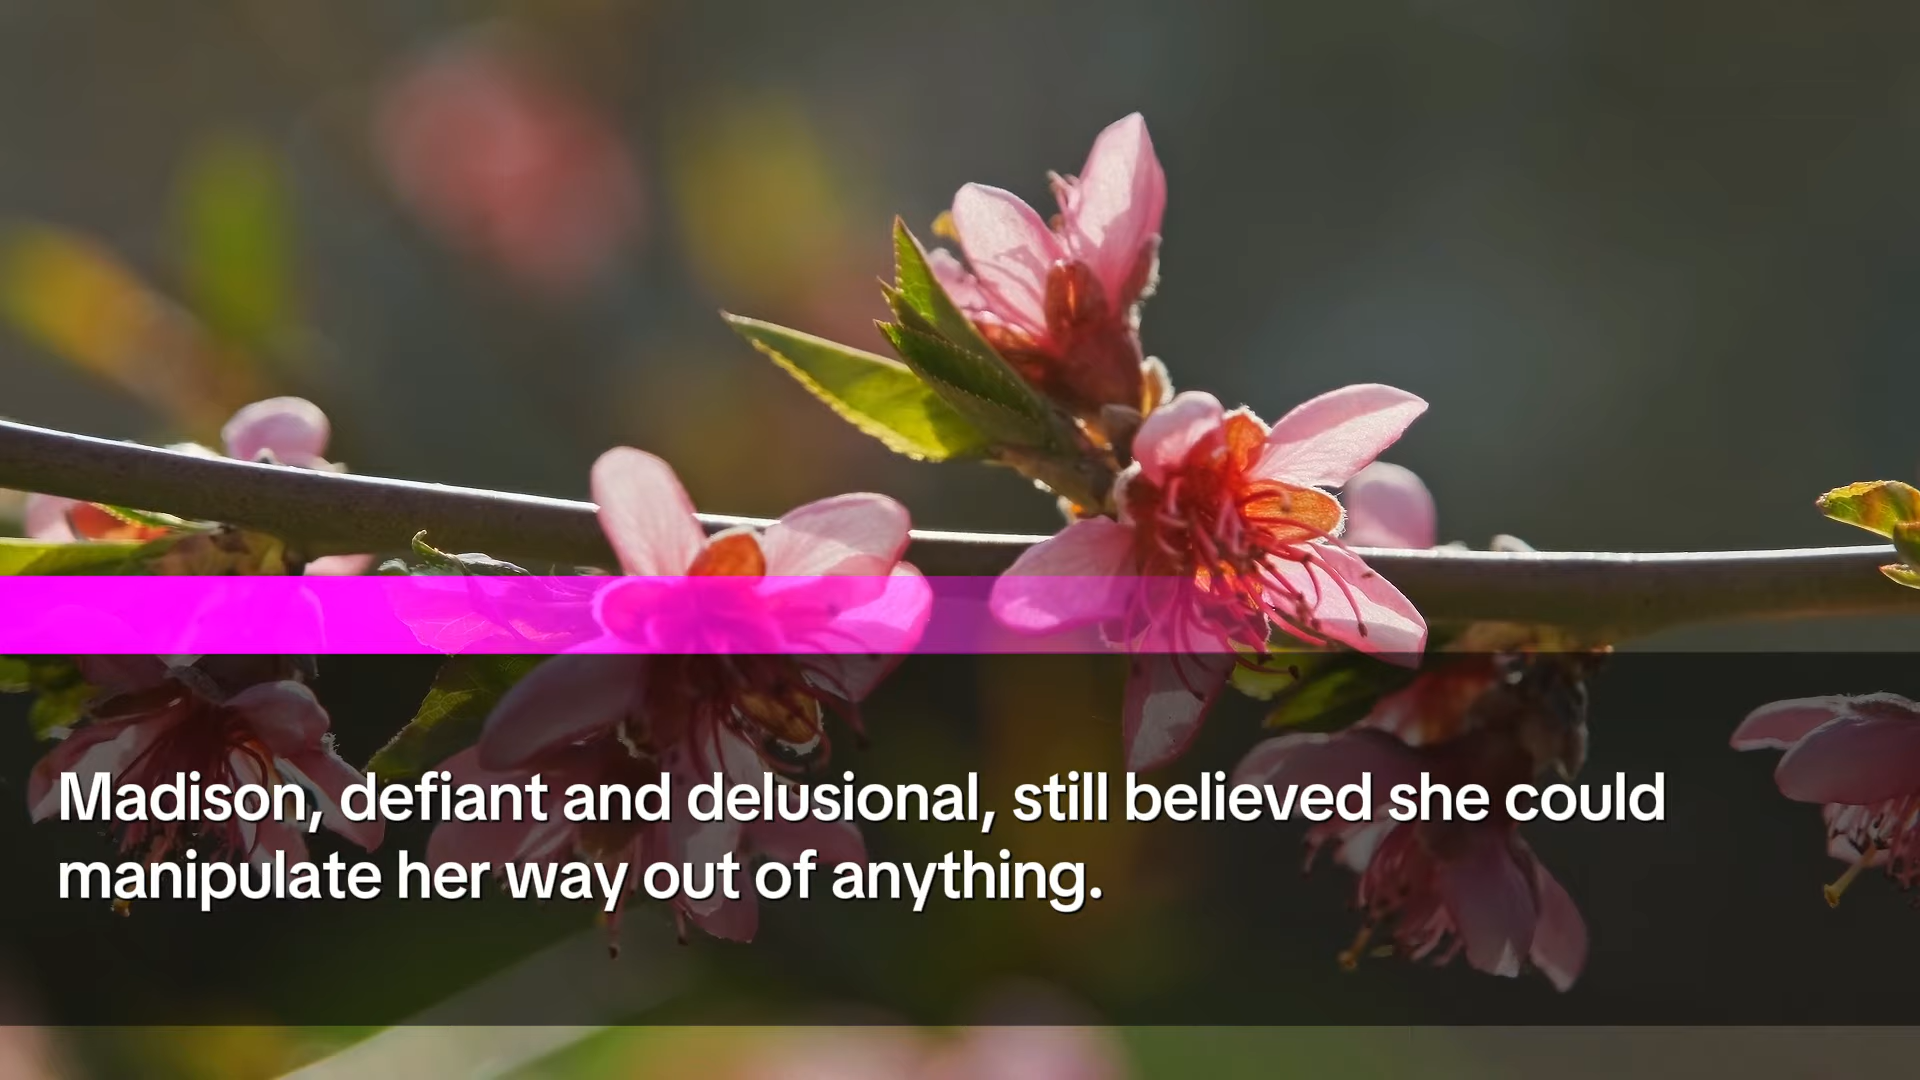 Madison, defiant and delusional, still believed she could
manipulate her way out of anything.